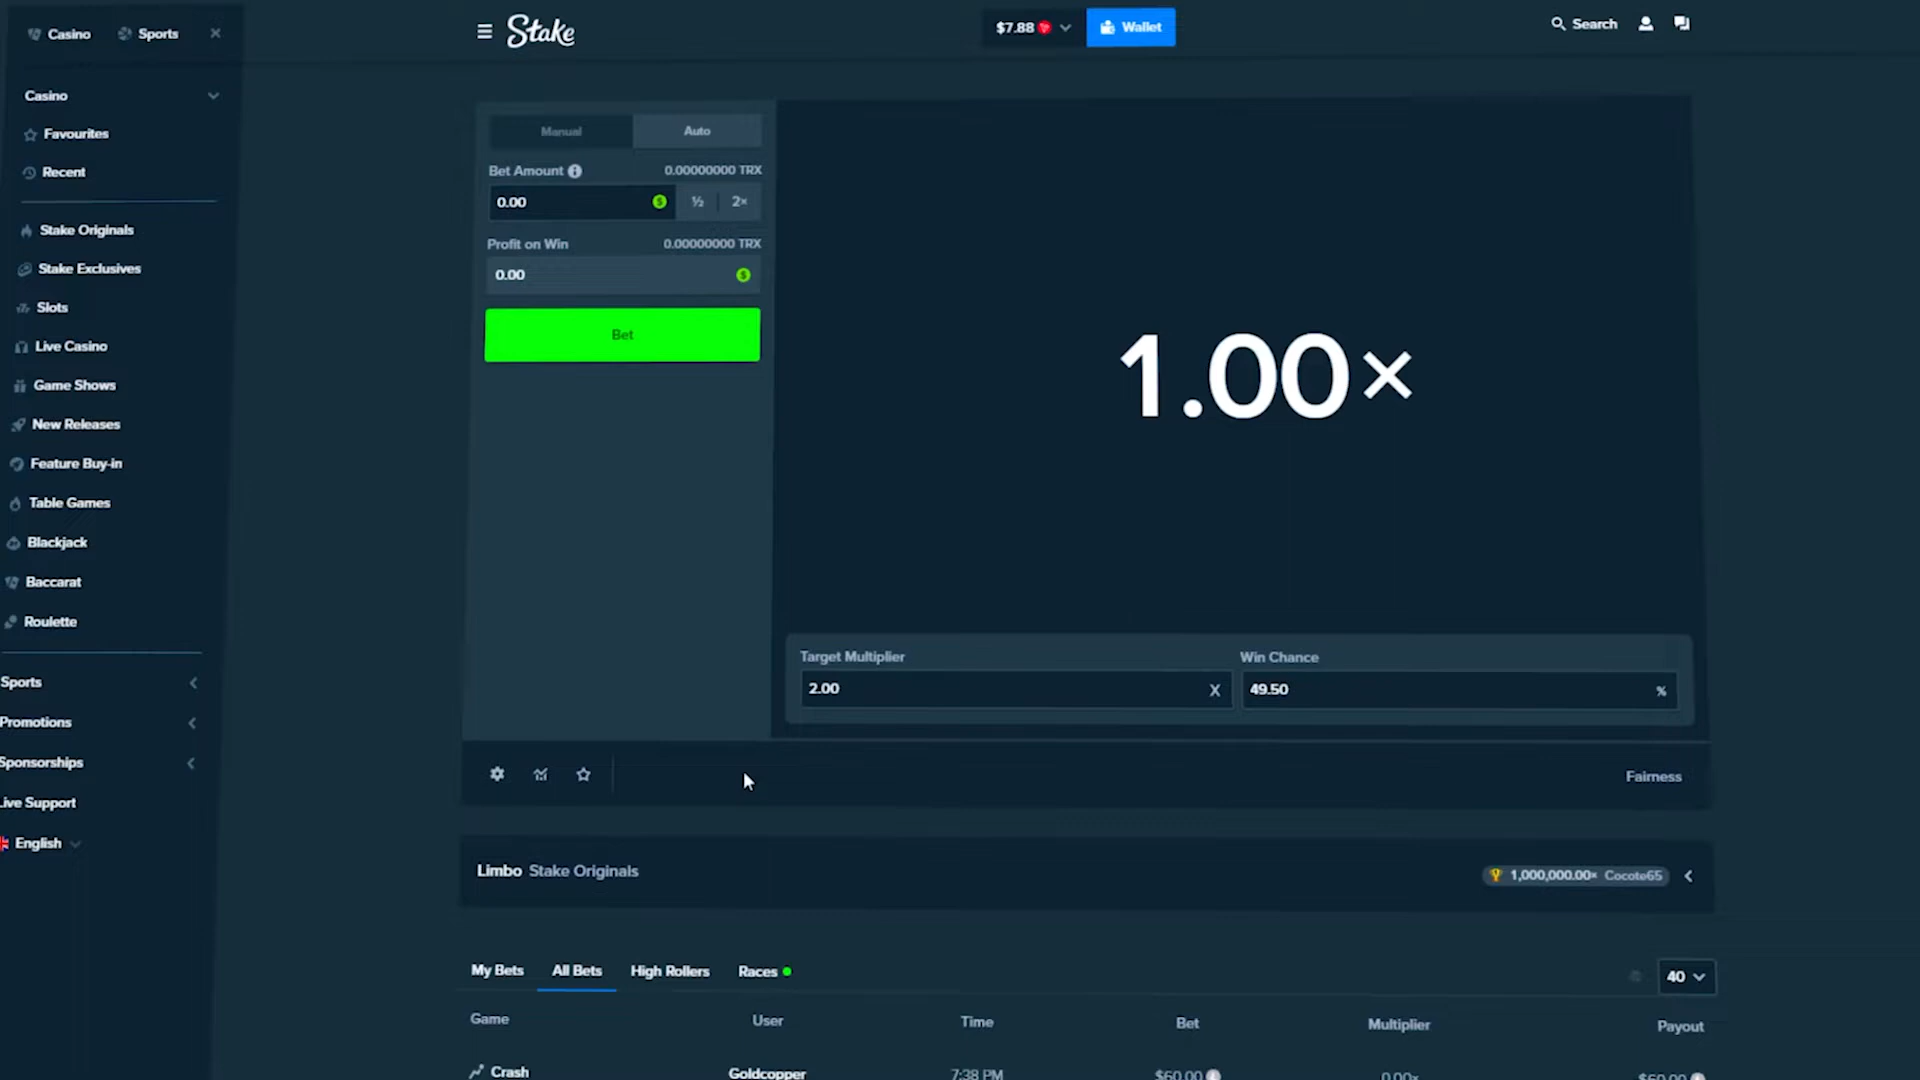 Casino
Sports
Stake
$7.88
Wallet
Search
Casino
Favourites
Recent
Stake Originals
Stake Exclusives
Slots
Live Casino
Game Shows
New Releases
Feature Buy-in
Table Games
Blackjack
Baccarat
Roulette
Sports
Promotions
Sponsorships
Live Support
English
Manual
Auto
Bet Amount
0.00000000 TRX
0.00
½
2×
Profit on Win
0.00000000 TRX
0.00
Bet
1.00×
Target Multiplier
2.00
X
Win Chance
49.50
%
Fairness
Limbo Stake Originals
1,000,000.00× Cocote65
My Bets
All Bets
High Rollers
Races
40
Game
User
Time
Bet
Multiplier
Payout
Crash
Goldcopper
7:38 PM
$60.00
0.00×
$60.00